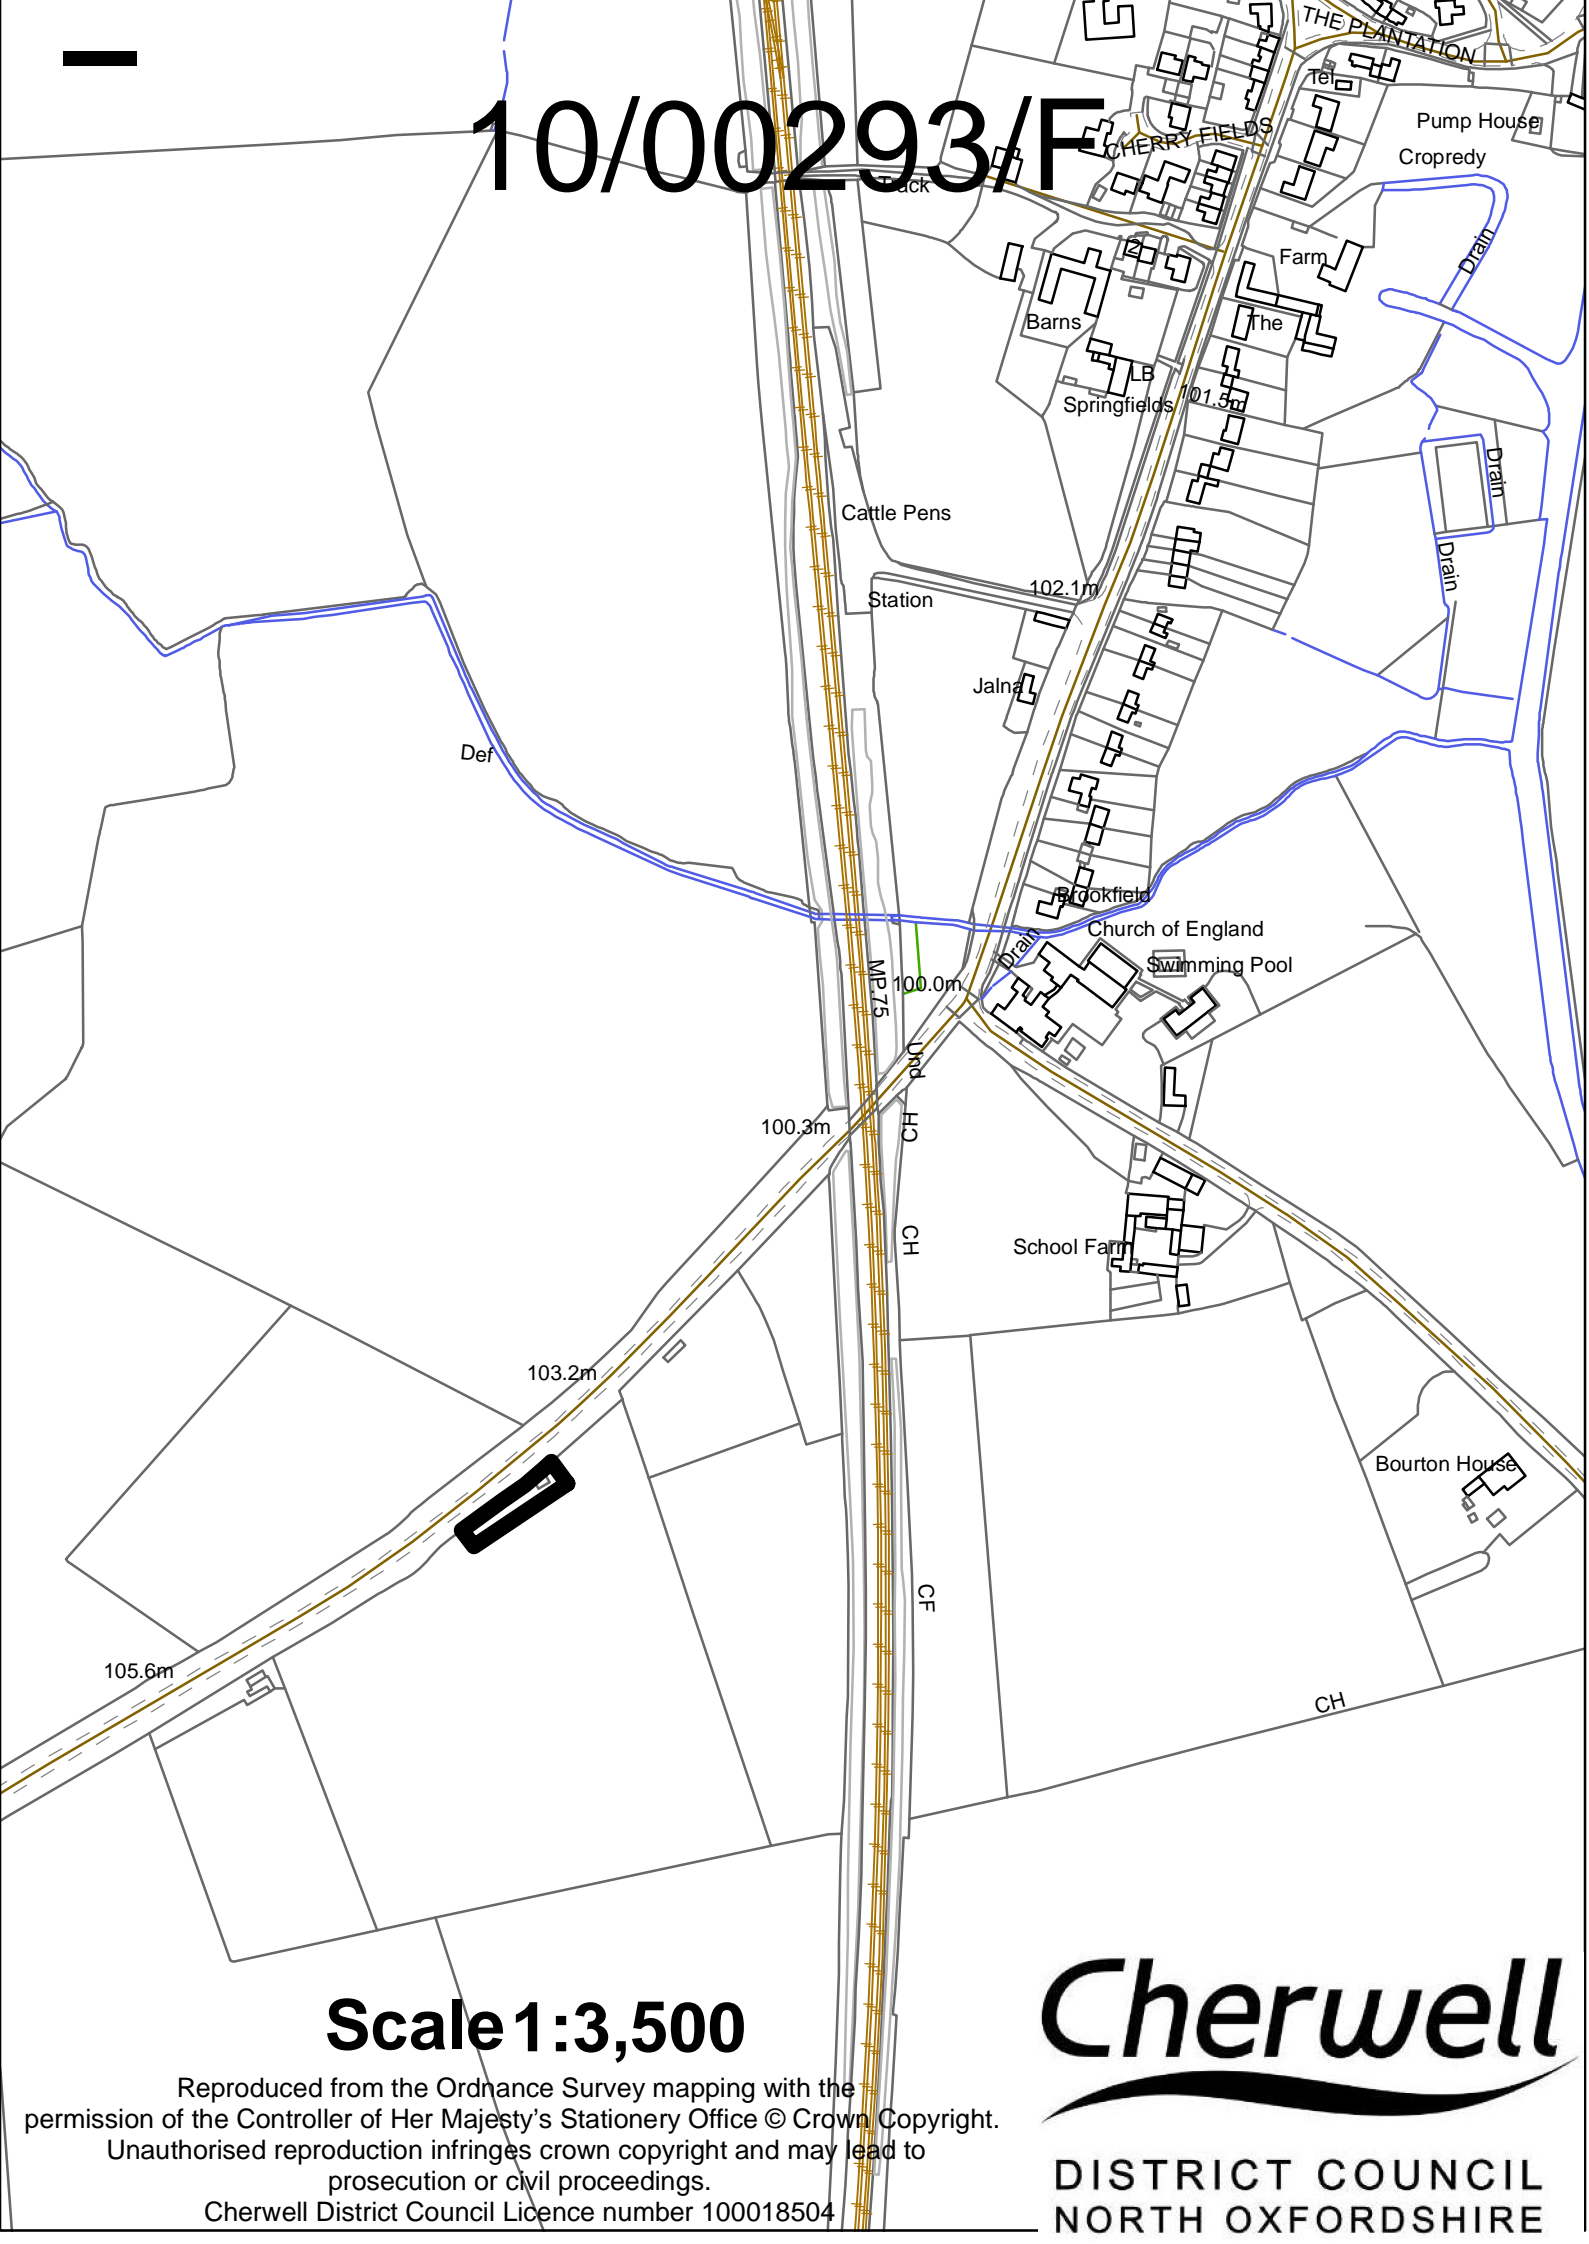 THE PLANTATION
Tel
10/00293/F
Pump House
CHERRY FIELDS
Cropredy
Track
Drain
2
Farm
Barns
The
LB
101.5m
Springfields
Drain
Cattle Pens
Drain
102.1m
Station
Jalna
Def
Brookfield
Church of England
Drain
Swimming Pool
MP.75
100.0m
Und
CH
100.3m
CH
School Farm
103.2m
Bourton House
CF
105.6m
CH
Scale 1:3,500
Reproduced from the Ordnance Survey mapping with the
permission of the Controller of Her Majesty's Stationery Office © Crown Copyright.
Unauthorised reproduction infringes crown copyright and may lead to
prosecution or civil proceedings.
Cherwell District Council Licence number 100018504
Cherwell
DISTRICT COUNCIL
NORTH OXFORDSHIRE